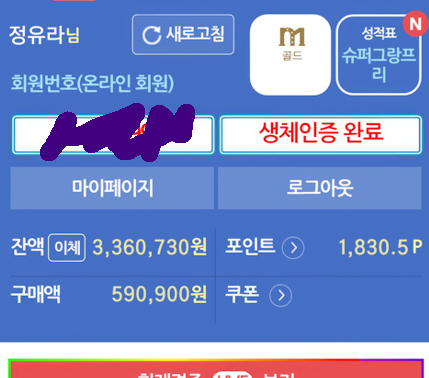 정유라님
새로고침
골드
성적표
N
슈퍼그랑프리
회원번호(온라인 회원)
생체인증 완료
마이페이지
로그아웃
잔액 이체 3,360,730원
포인트 1,830.5 P
구매액 590,900원
쿠폰